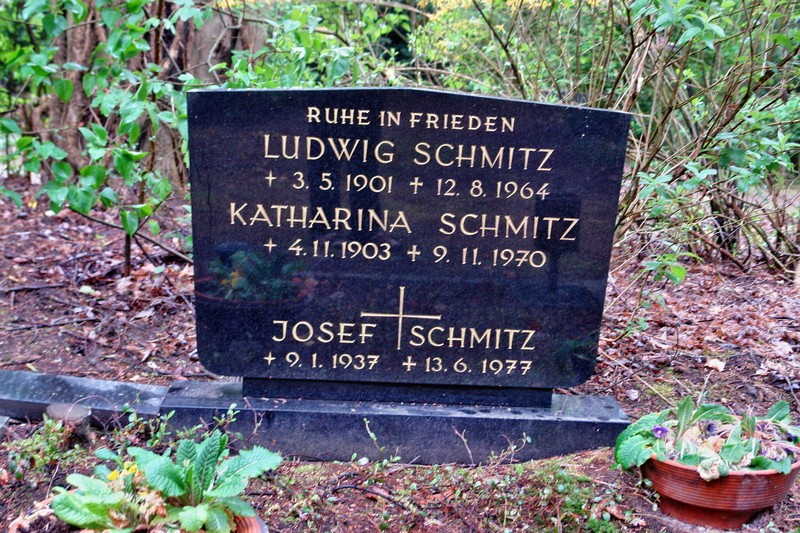 RUHE IN FRIEDEN
LUDWIG SCHMITZ
+ 3. 5. 1901 + 12. 8. 1964
KATHARINA SCHMITZ
+ 4. 11. 1903 + 9. 11. 1970
JOSEF SCHMITZ
+ 9. 1. 1937 + 13. 6. 1977